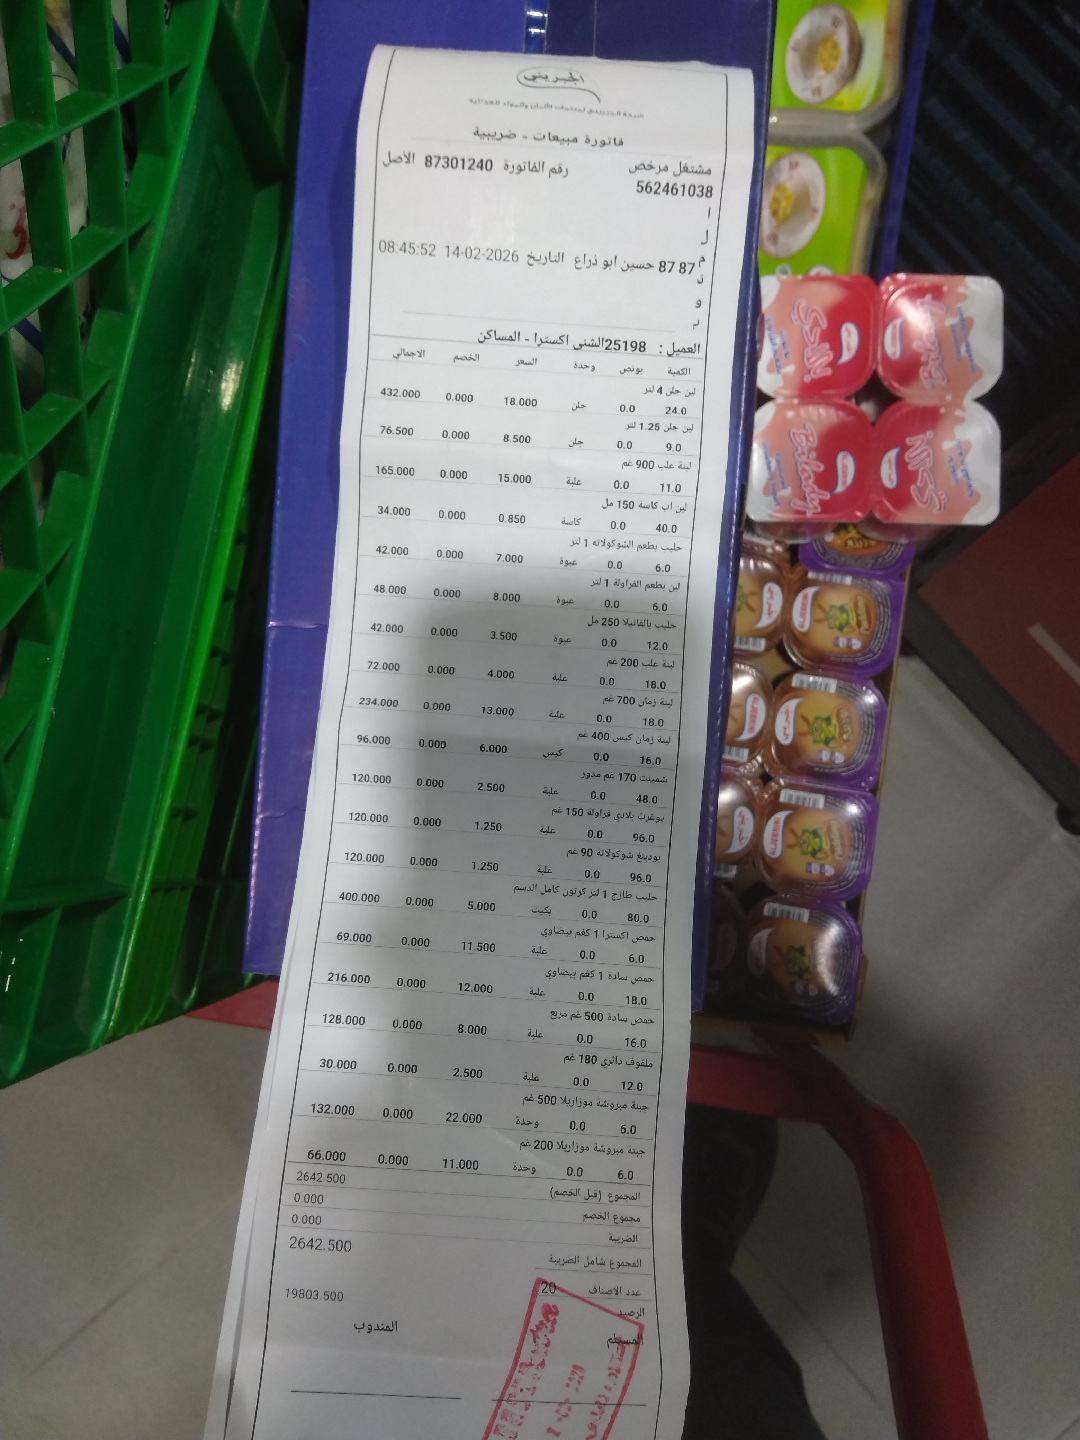 الجبريني
شركة الجبريني لمنتجات الألبان والمواد الغذائية
فاتورة مبيعات - ضريبية
مشتغل مرخص 562461038 رقم الفاتورة 87301240 الأصل
87 87 حسين ابو ذراع التاريخ 14-02-2026 08:45:52
العميل : 25198الشني اكسترا - المساكن
الكمية بونص وحدة السعر الخصم الاجمالي
لبن جلن 4 لتر
24.0 0.0 جلن 18.000 0.000 432.000
لبن جلن 1.25 لتر
9.0 0.0 جلن 8.500 0.000 76.500
لبنة علب 900 غم
11.0 0.0 علبة 15.000 0.000 165.000
لبن اب كاسة 150 مل
40.0 0.0 كاسة 0.850 0.000 34.000
حليب بطعم الشوكولاته 1 لتر
6.0 0.0 عبوة 7.000 0.000 42.000
لبن بطعم الفراولة 1 لتر
6.0 0.0 عبوة 8.000 0.000 48.000
حليب بالفانيلا 250 مل
12.0 0.0 عبوة 3.500 0.000 42.000
لبنة علب 200 غم
18.0 0.0 علبة 4.000 0.000 72.000
لبنة زمان 700 غم
18.0 0.0 علبة 13.000 0.000 234.000
لبنة زمان كيس 400 غم
16.0 0.0 كيس 6.000 0.000 96.000
شمينت 170 غم مدور
48.0 0.0 علبة 2.500 0.000 120.000
يوغرت بلادي فراولة 150 غم
96.0 0.0 علبة 1.250 0.000 120.000
بودينغ شوكولاتة 90 غم
96.0 0.0 علبة 1.250 0.000 120.000
حليب طازج 1 لتر كرتون كامل الدسم
80.0 0.0 بكيت 5.000 0.000 400.000
حمص اكسترا 1 كغم بيضاوي
6.0 0.0 علبة 11.500 0.000 69.000
حمص سادة 1 كغم بيضاوي
18.0 0.0 علبة 12.000 0.000 216.000
حمص سادة 500 غم مربع
16.0 0.0 علبة 8.000 0.000 128.000
ملفوف دائري 180 غم
12.0 0.0 علبة 2.500 0.000 30.000
جبنة مبروشة موزاريلا 500 غم
6.0 0.0 وحدة 22.000 0.000 132.000
جبنة مبروشة موزاريلا 200 غم
6.0 0.0 وحدة 11.000 0.000 66.000
المجموع (قبل الخصم) 2642.500
مجموع الخصم 0.000
الضريبة 0.000
المجموع شامل الضريبة 2642.500
عدد الاصناف 20
الرصيد 19803.500
المستلم المندوب
بلادي
Bilady
Bilady
بلادي